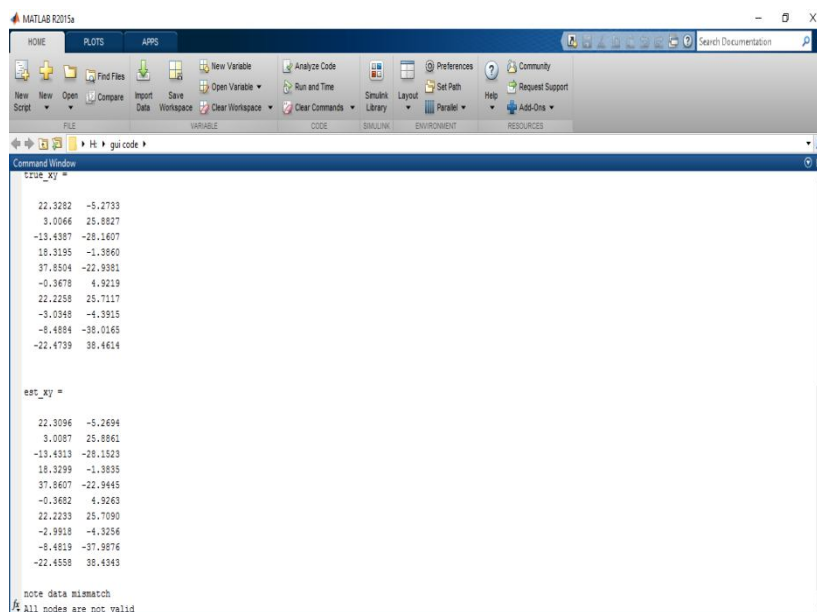 MATLAB R2015a
HOME PLOTS APPS Search Documentation
New Script New Open Find Files Compare Import Data Save Workspace New Variable Open Variable Clear Workspace Analyze Code Run and Time Clear Commands Simulink Library Layout Preferences Set Path Parallel Help Community Request Support Add-Ons
FILE VARIABLE CODE SIMULINK ENVIRONMENT RESOURCES
H: gui code
Command Window
true_xy =
22.3282 -5.2733
3.0066 25.8827
-13.4387 -28.1607
18.3195 -1.3860
37.8504 -22.9381
-0.3678 4.9219
22.2258 25.7117
-3.0348 -4.3915
-8.4884 -38.0165
-22.4739 38.4614
est_xy =
22.3096 -5.2694
3.0087 25.8861
-13.4313 -28.1523
18.3299 -1.3835
37.8607 -22.9445
-0.3682 4.9263
22.2233 25.7090
-2.9918 -4.3256
-8.4819 -37.9876
-22.4558 38.4343
note data mismatch
fx All nodes are not valid